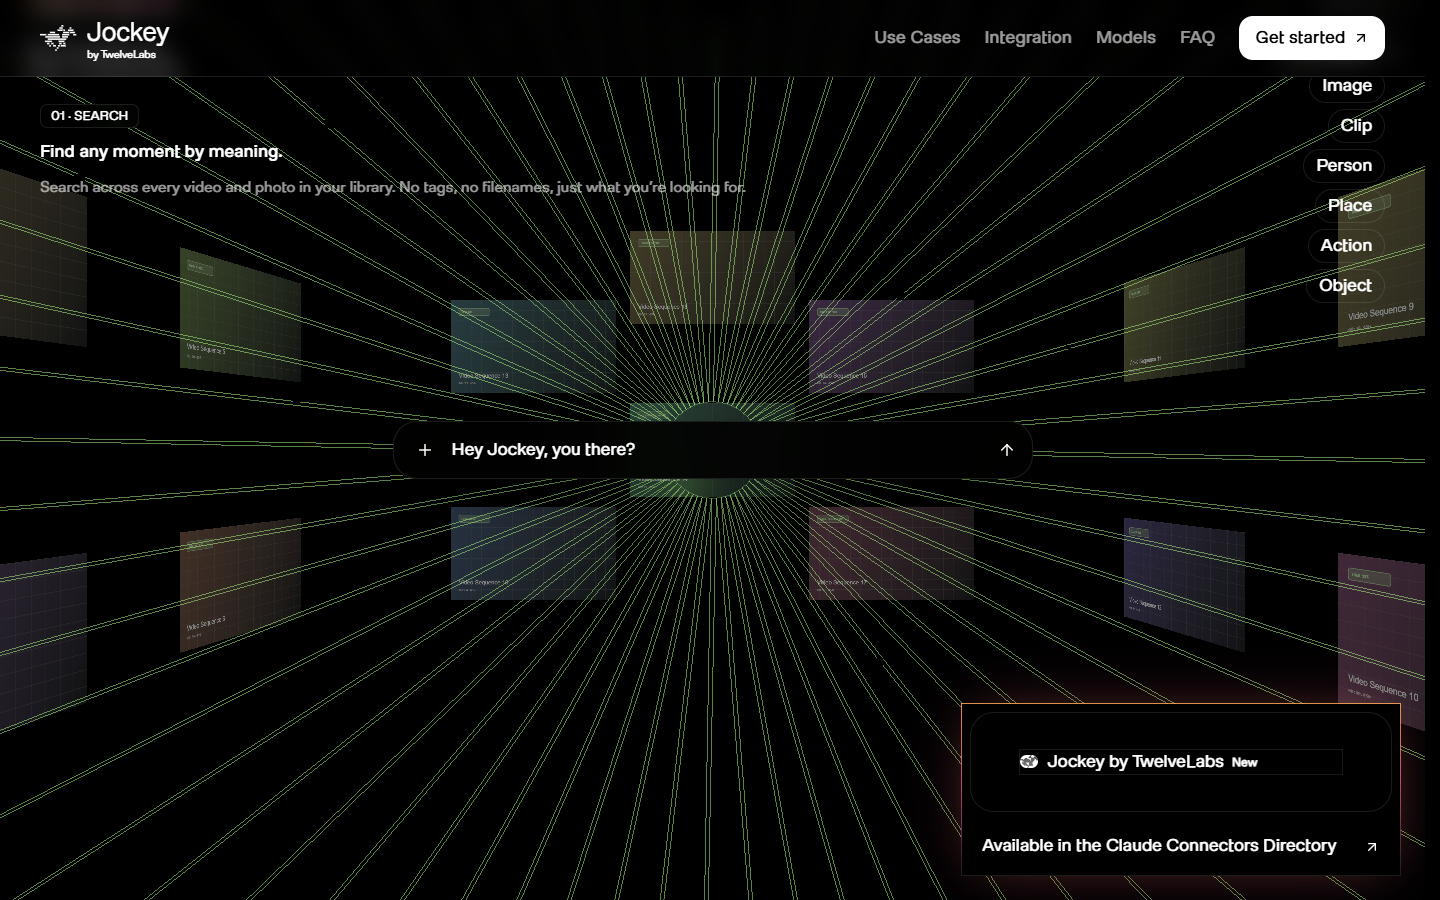 Jockey
by TwelveLabs
Use Cases
Integration
Models
FAQ
Get started
01 · SEARCH
Find any moment by meaning.
Search across every video and photo in your library. No tags, no filenames, just what you're looking for.
Image
Clip
Person
Place
Action
Object
Video Sequence 9
Hey Jockey, you there?
Video Sequence 10
Jockey by TwelveLabs New
Available in the Claude Connectors Directory